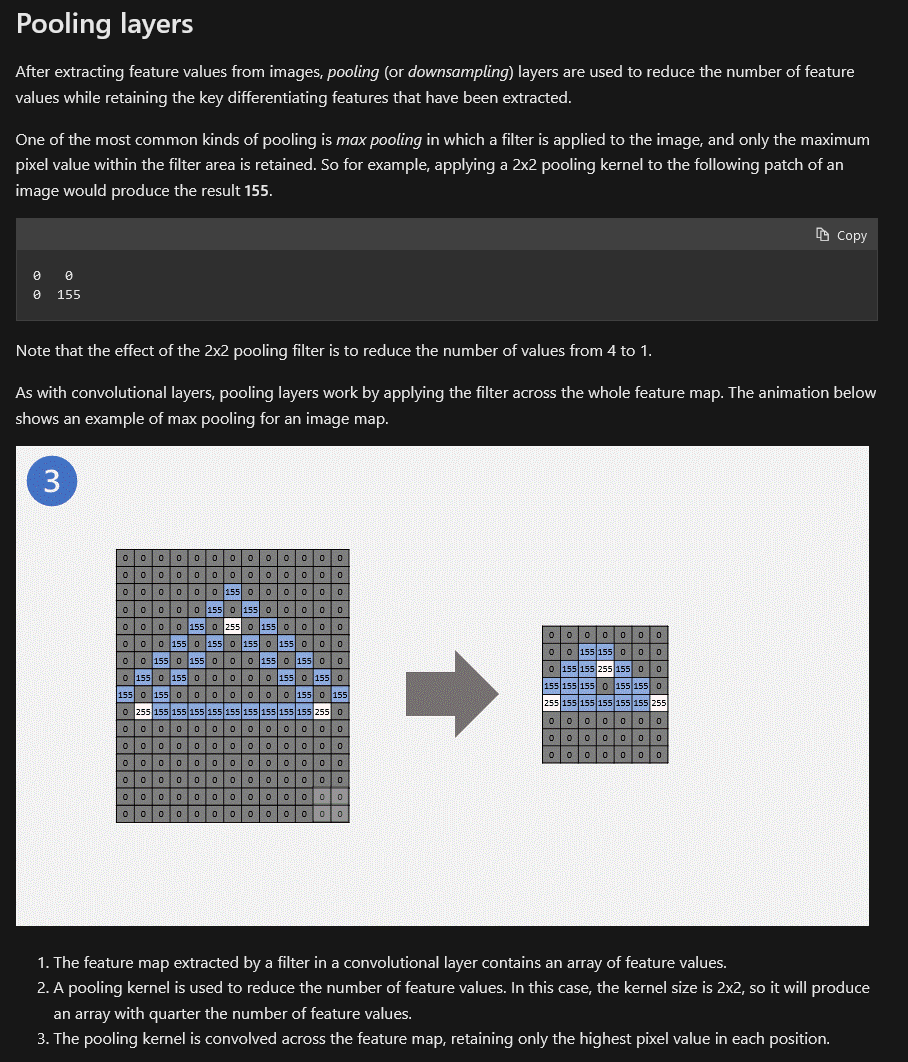 Pooling layers
After extracting feature values from images, pooling (or downsampling) layers are used to reduce the number of feature
values while retaining the key differentiating features that have been extracted.
One of the most common kinds of pooling is max pooling in which a filter is applied to the image, and only the maximum
pixel value within the filter area is retained. So for example, applying a 2x2 pooling kernel to the following patch of an
image would produce the result 155.
Copy
0 0
0 155
Note that the effect of the 2x2 pooling filter is to reduce the number of values from 4 to 1.
As with convolutional layers, pooling layers work by applying the filter across the whole feature map. The animation below
shows an example of max pooling for an image map.
3
0 0 0 0 0 0 0 0 0 0 0 0 0
0 0 0 0 0 0 0 0 0 0 0 0 0
0 0 0 0 0 0 155 0 0 0 0 0 0
0 0 0 0 0 155 0 155 0 0 0 0 0
0 0 0 0 155 0 255 0 155 0 0 0 0
0 0 0 155 0 155 0 155 0 155 0 0 0
0 0 155 0 155 0 0 0 155 0 155 0 0
0 155 0 155 0 0 0 0 0 155 0 155 0
155 0 155 0 0 0 0 0 0 0 155 0 155
0 255 155 155 155 155 155 155 155 155 155 255 0
0 0 0 0 0 0 0 0 0 0 0 0 0
0 0 0 0 0 0 0 0 0 0 0 0 0
0 0 0 0 0 0 0 0 0 0 0 0 0
0 0 0 0 0 0 0 0 0 0 0 0 0
0 0 0 0 0 0 0 0 0 0 0 0 0
0 0 0 0 0 0 0 0 0 0 0 0 0
0 0 0 0 0 0 0
0 0 155 155 0 0 0
0 155 155 255 155 0 0
155 155 155 0 155 155 0
255 155 155 155 155 155 255
0 0 0 0 0 0 0
0 0 0 0 0 0 0
0 0 0 0 0 0 0
1. The feature map extracted by a filter in a convolutional layer contains an array of feature values.
2. A pooling kernel is used to reduce the number of feature values. In this case, the kernel size is 2x2, so it will produce
an array with quarter the number of feature values.
3. The pooling kernel is convolved across the feature map, retaining only the highest pixel value in each position.